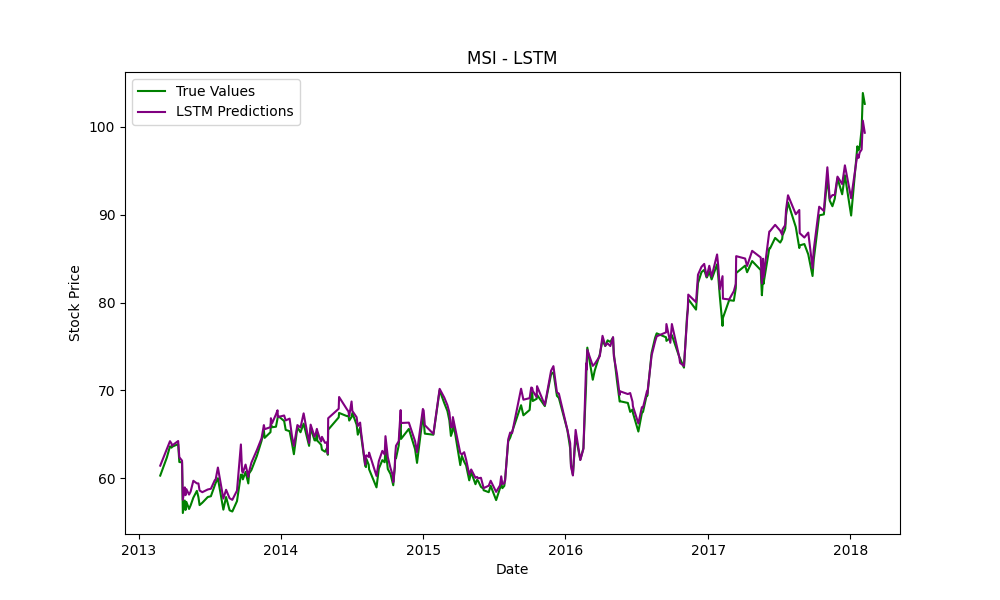 MSI - LSTM
True Values
LSTM Predictions
100
90
80
70
60
Stock Price
2013 2014 2015 2016 2017 2018
Date